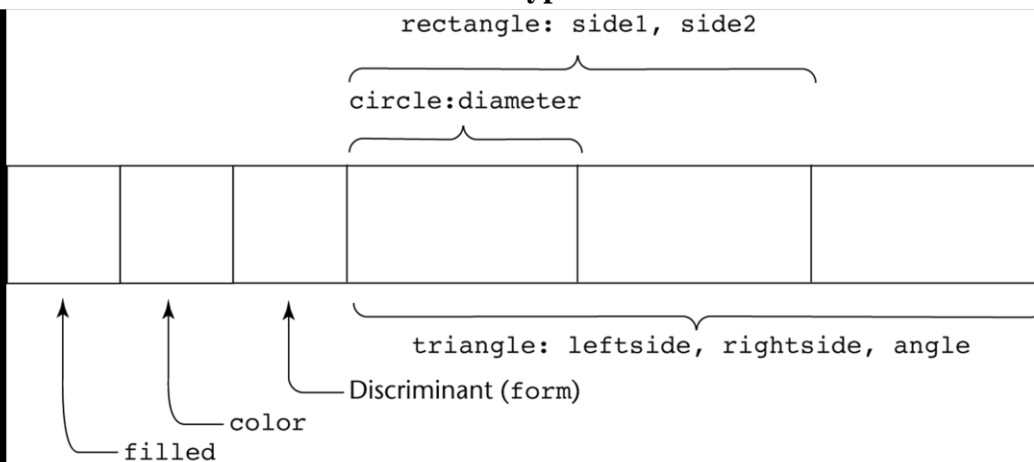 rectangle: side1, side2
circle:diameter
triangle: leftside, rightside, angle
Discriminant (form)
color
filled